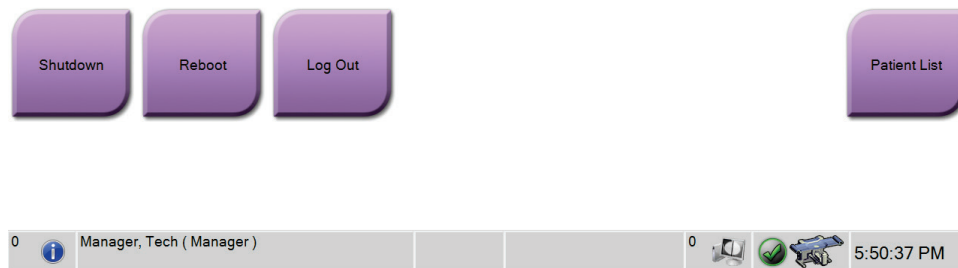 Shutdown
Reboot
Log Out
Patient List
0
i
Manager, Tech ( Manager )
0
5:50:37 PM